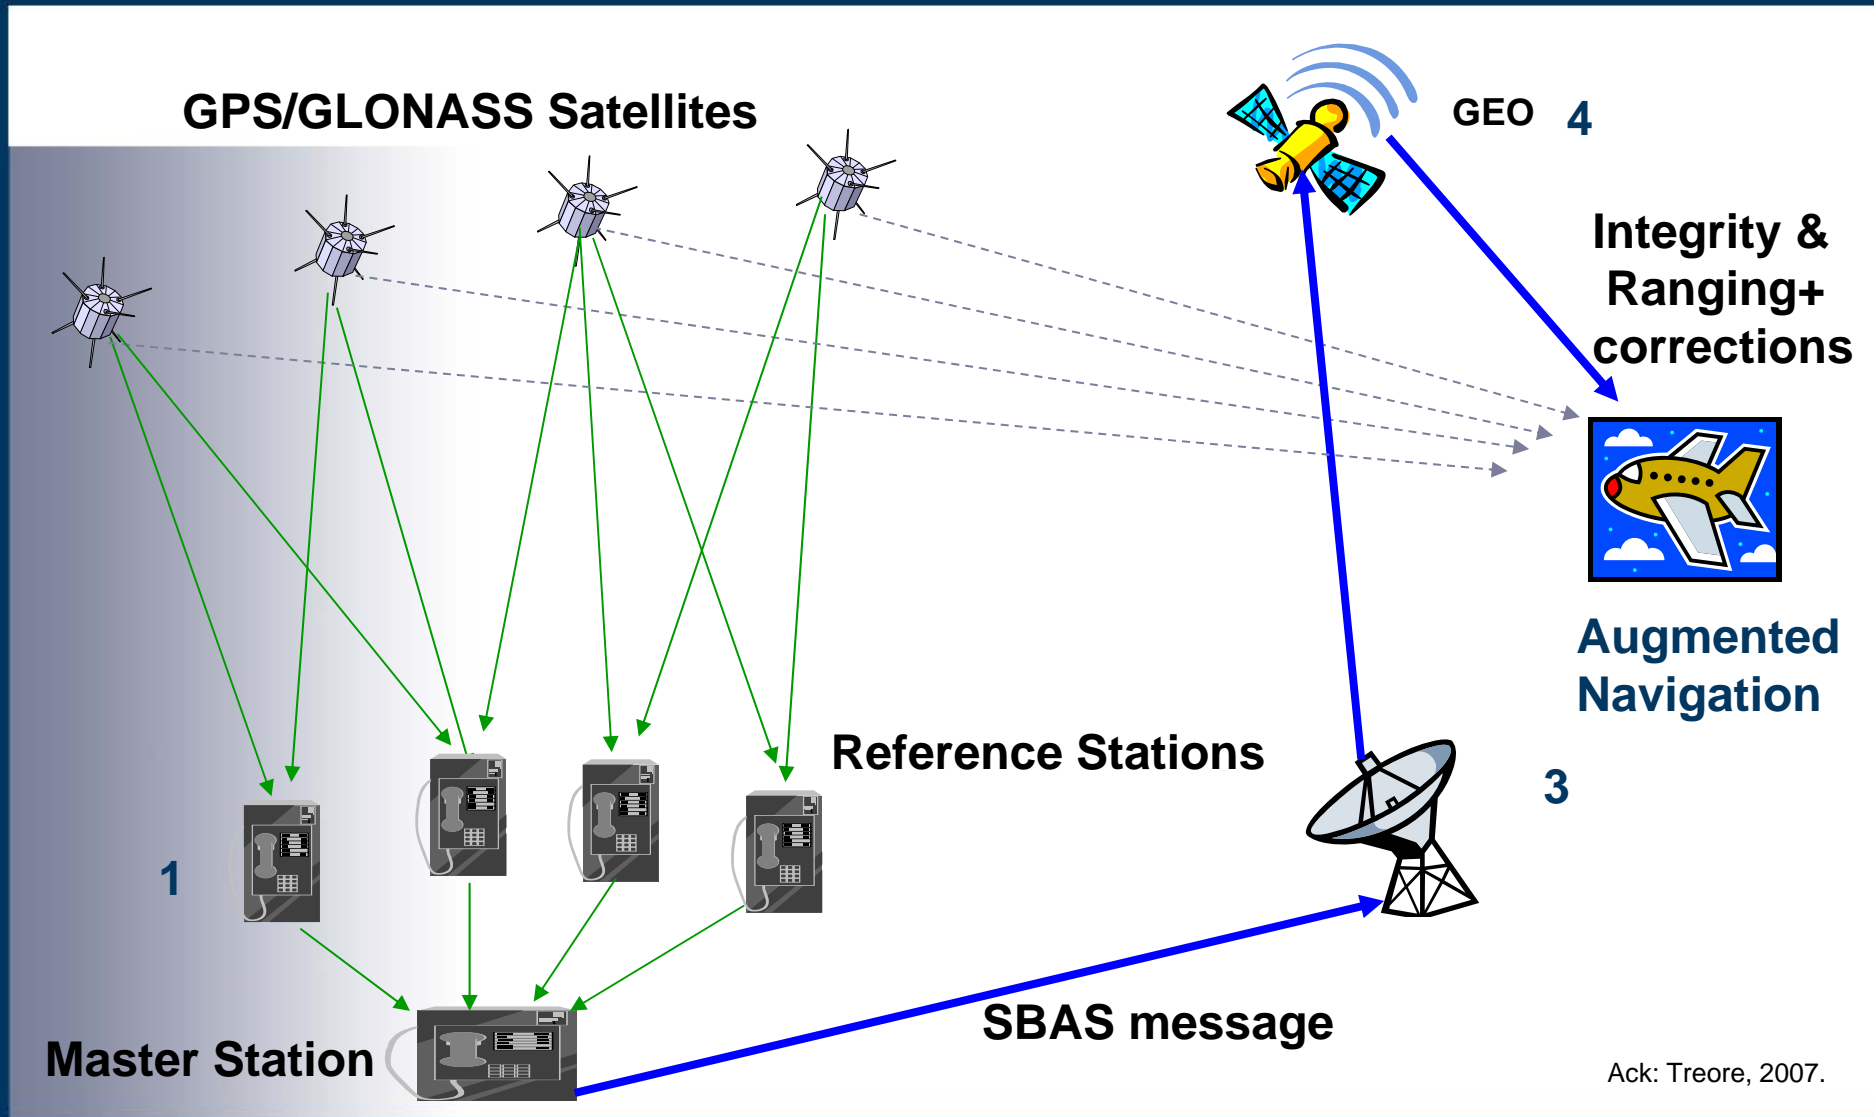 GPS/GLONASS Satellites
GEO 4
Integrity &
Ranging+
corrections
Augmented
Navigation
Reference Stations
3
1
SBAS message
Master Station
Ack: Treore, 2007.